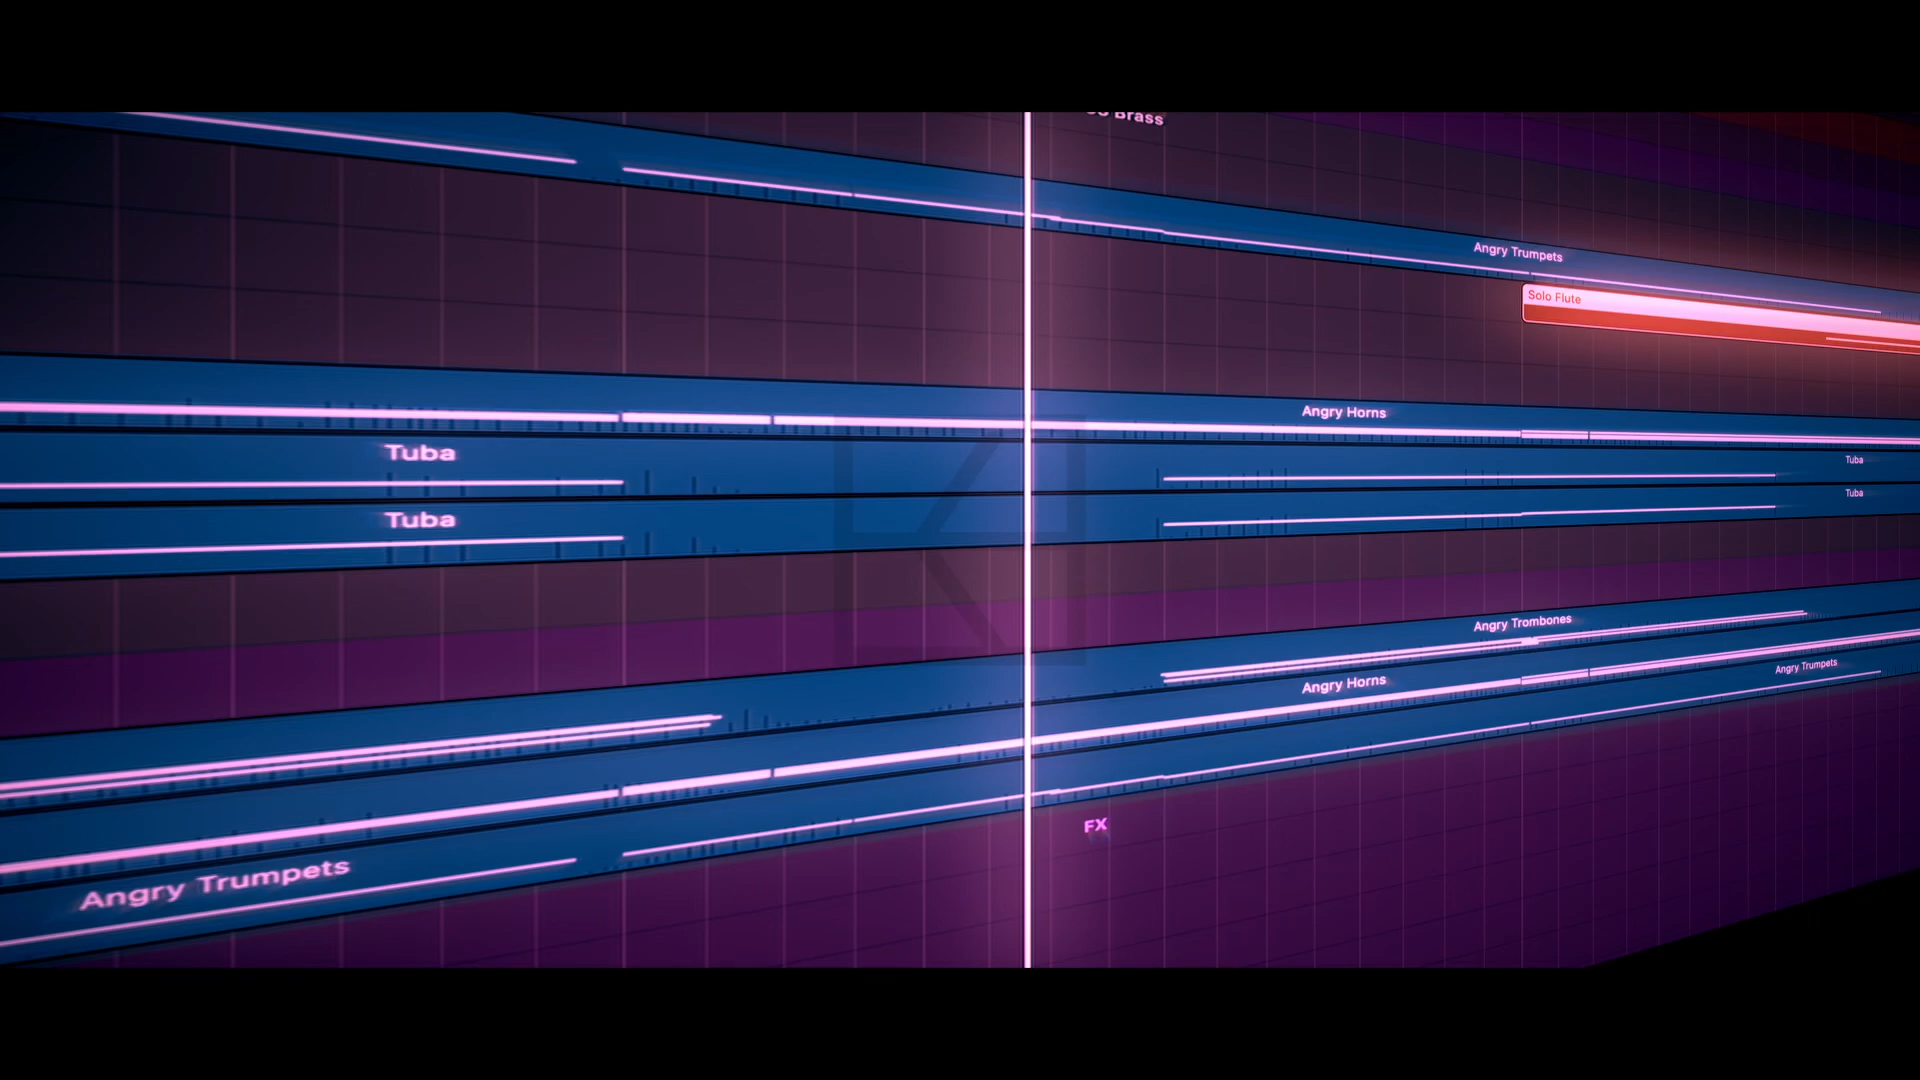 Brass
Angry Trumpets
Solo Flute
Angry Horns
Tuba
Tuba
Tuba
Tuba
Angry Trombones
Angry Horns
Angry Trumpets
FX
Angry Trumpets